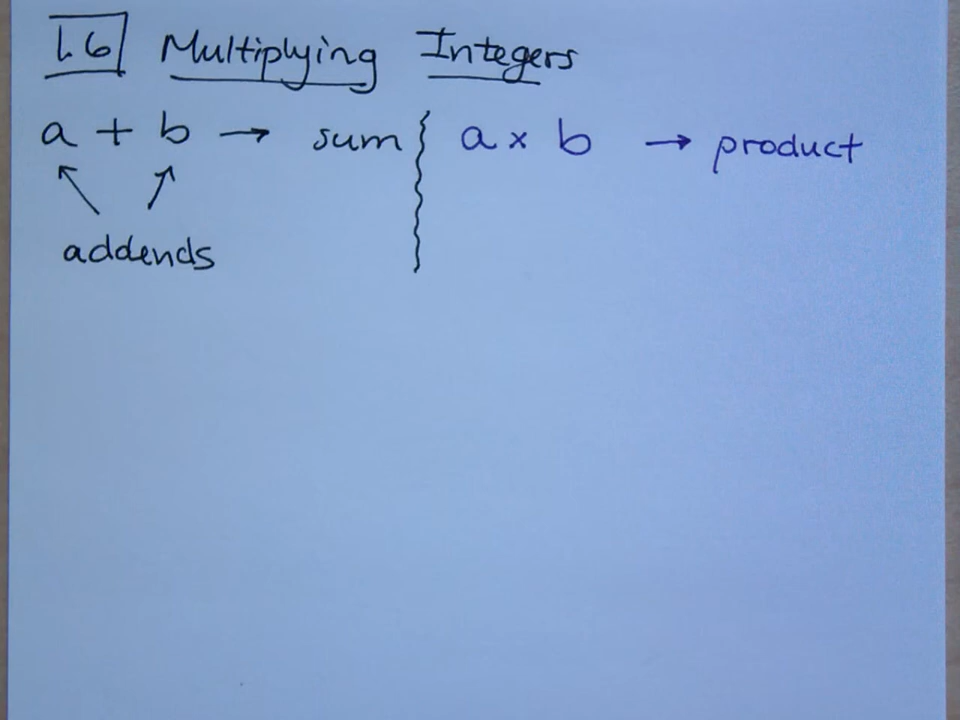 1.6 Multiplying Integers
a + b → sum a × b → product
addends